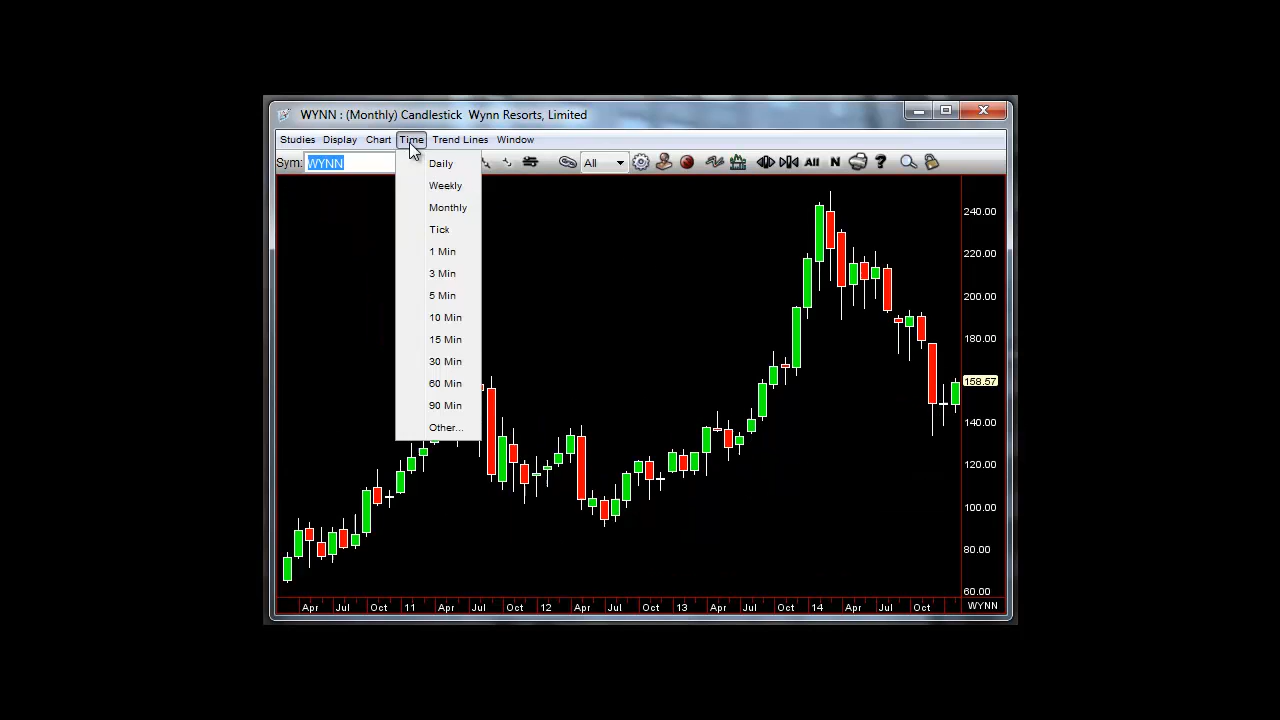 WYNN : (Monthly) Candlestick  Wynn Resorts, Limited
Studies Display Chart Time Trend Lines Window
Sym: WYNN All All N ?
Daily
Weekly
Monthly
Tick
1 Min
3 Min
5 Min
10 Min
15 Min
30 Min
60 Min
90 Min
Other...
240.00
220.00
200.00
180.00
158.57
140.00
120.00
100.00
80.00
60.00
Apr Jul Oct 11 Apr Jul Oct 12 Apr Jul Oct 13 Apr Jul Oct 14 Apr Jul Oct WYNN